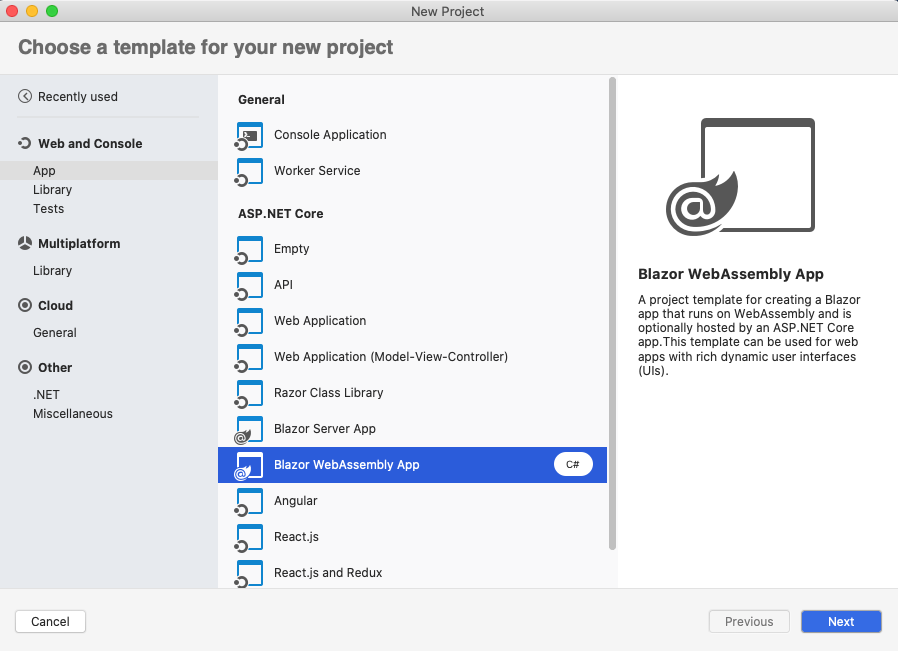 New Project
Choose a template for your new project
Recently used
Web and Console
App
Library
Tests
Multiplatform
Library
Cloud
General
Other
.NET
Miscellaneous
General
Console Application
Worker Service
ASP.NET Core
Empty
API
Web Application
Web Application (Model-View-Controller)
Razor Class Library
Blazor Server App
Blazor WebAssembly App
C#
Angular
React.js
React.js and Redux
Blazor WebAssembly App
A project template for creating a Blazor
app that runs on WebAssembly and is
optionally hosted by an ASP.NET Core
app.This template can be used for web
apps with rich dynamic user interfaces
(UIs).
Cancel
Previous
Next